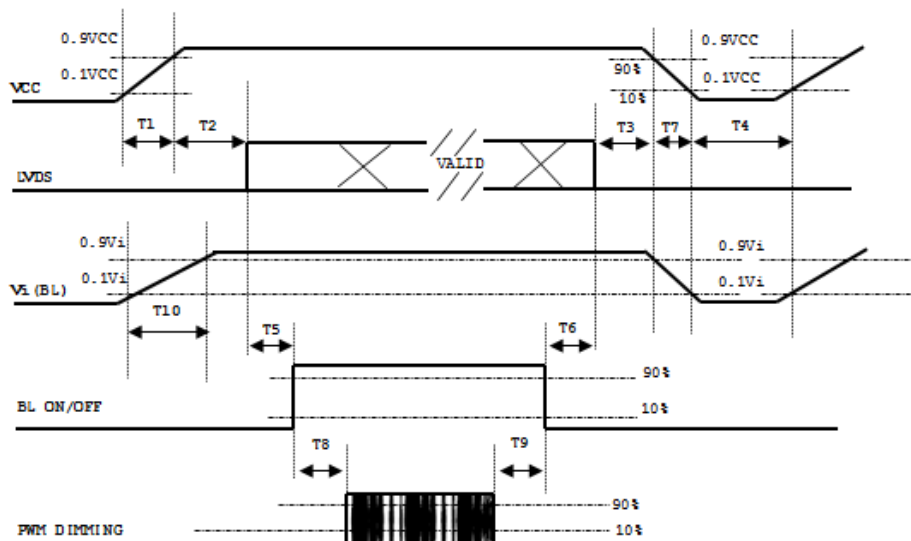 0.9VCC 0.9VCC
90%
0.1VCC 0.1VCC
VCC 10%
T1 T2 T3 T7 T4
VALID
LVDS
0.9Vi 0.9Vi
0.1Vi 0.1Vi
Vi(BL)
T10
T5 T6
90%
BL ON/OFF 10%
T8 T9
90%
PWM DIMMING 10%